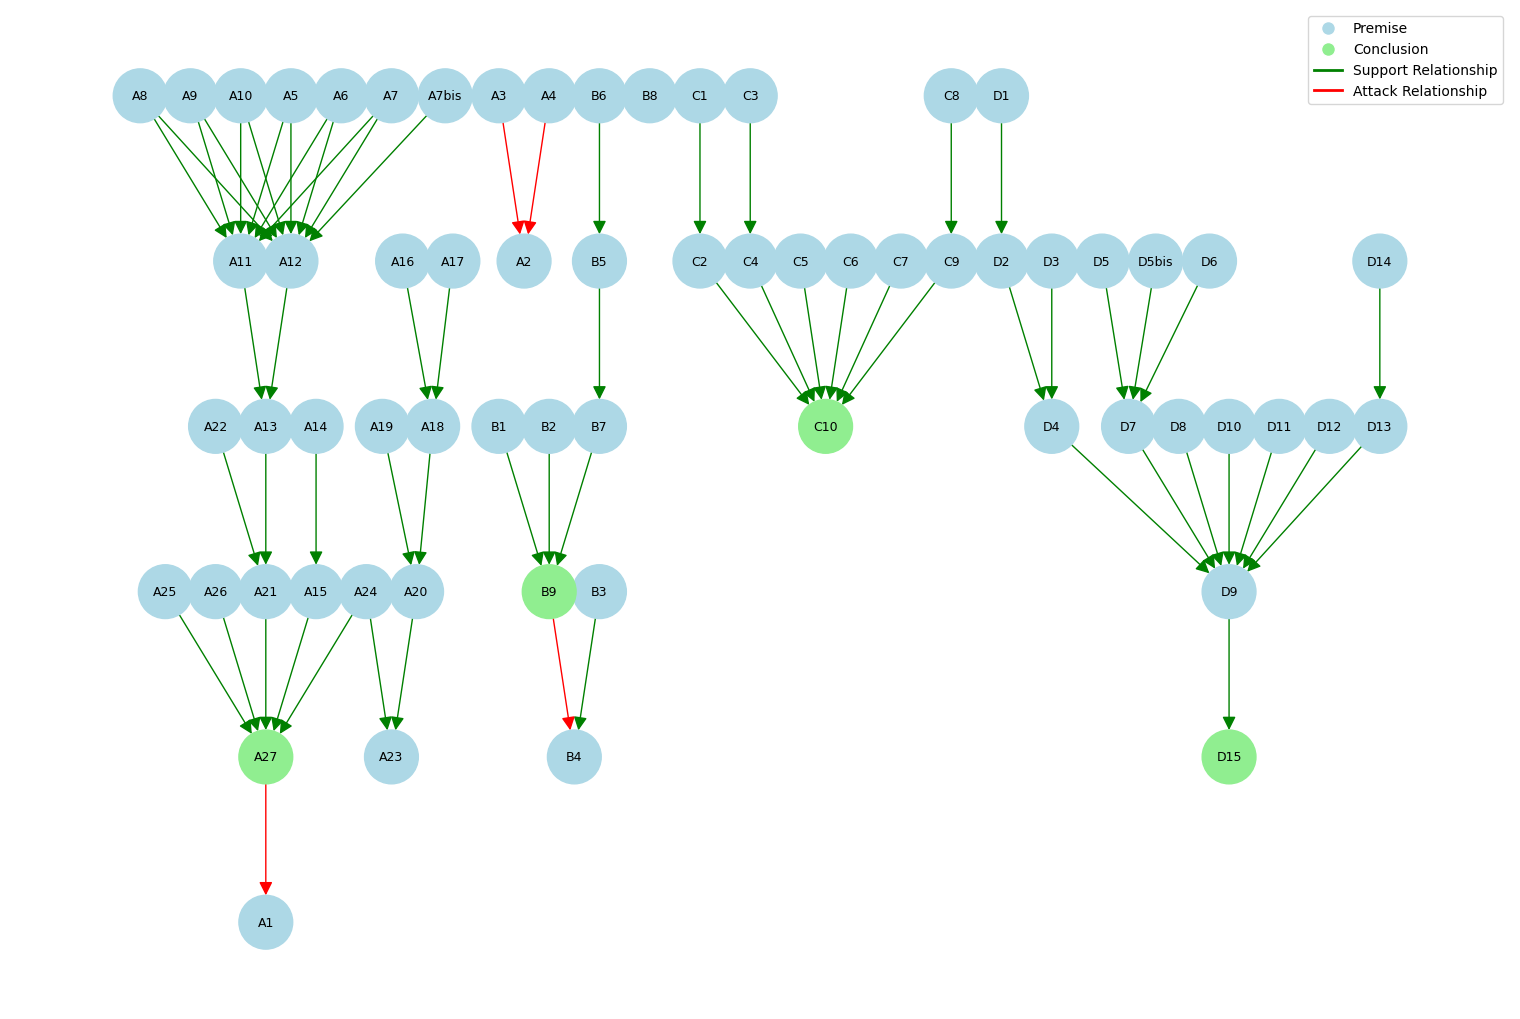 Premise
Conclusion
Support Relationship
Attack Relationship
A8 A9 A10 A5 A6 A7 A7bis A3 A4 B6 B8 C1 C3 C8 D1
A11 A12 A16 A17 A2 B5 C2 C4 C5 C6 C7 C9 D2 D3 D5 D5bis D6 D14
A22 A13 A14 A19 A18 B1 B2 B7 C10 D4 D7 D8 D10 D11 D12 D13
A25 A26 A21 A15 A24 A20 B9 B3 D9
A27 A23 B4 D15
A1